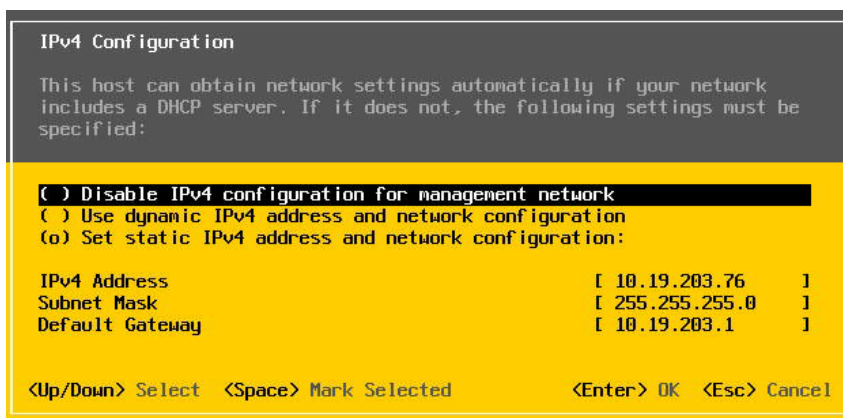 IPv4 Configuration
This host can obtain network settings automatically if your network
includes a DHCP server. If it does not, the following settings must be
specified:
( ) Disable IPv4 configuration for management network
( ) Use dynamic IPv4 address and network configuration
(o) Set static IPv4 address and network configuration:
IPv4 Address [ 10.19.203.76 ]
Subnet Mask [ 255.255.255.0 ]
Default Gateway [ 10.19.203.1 ]
<Up/Down> Select <Space> Mark Selected <Enter> OK <Esc> Cancel